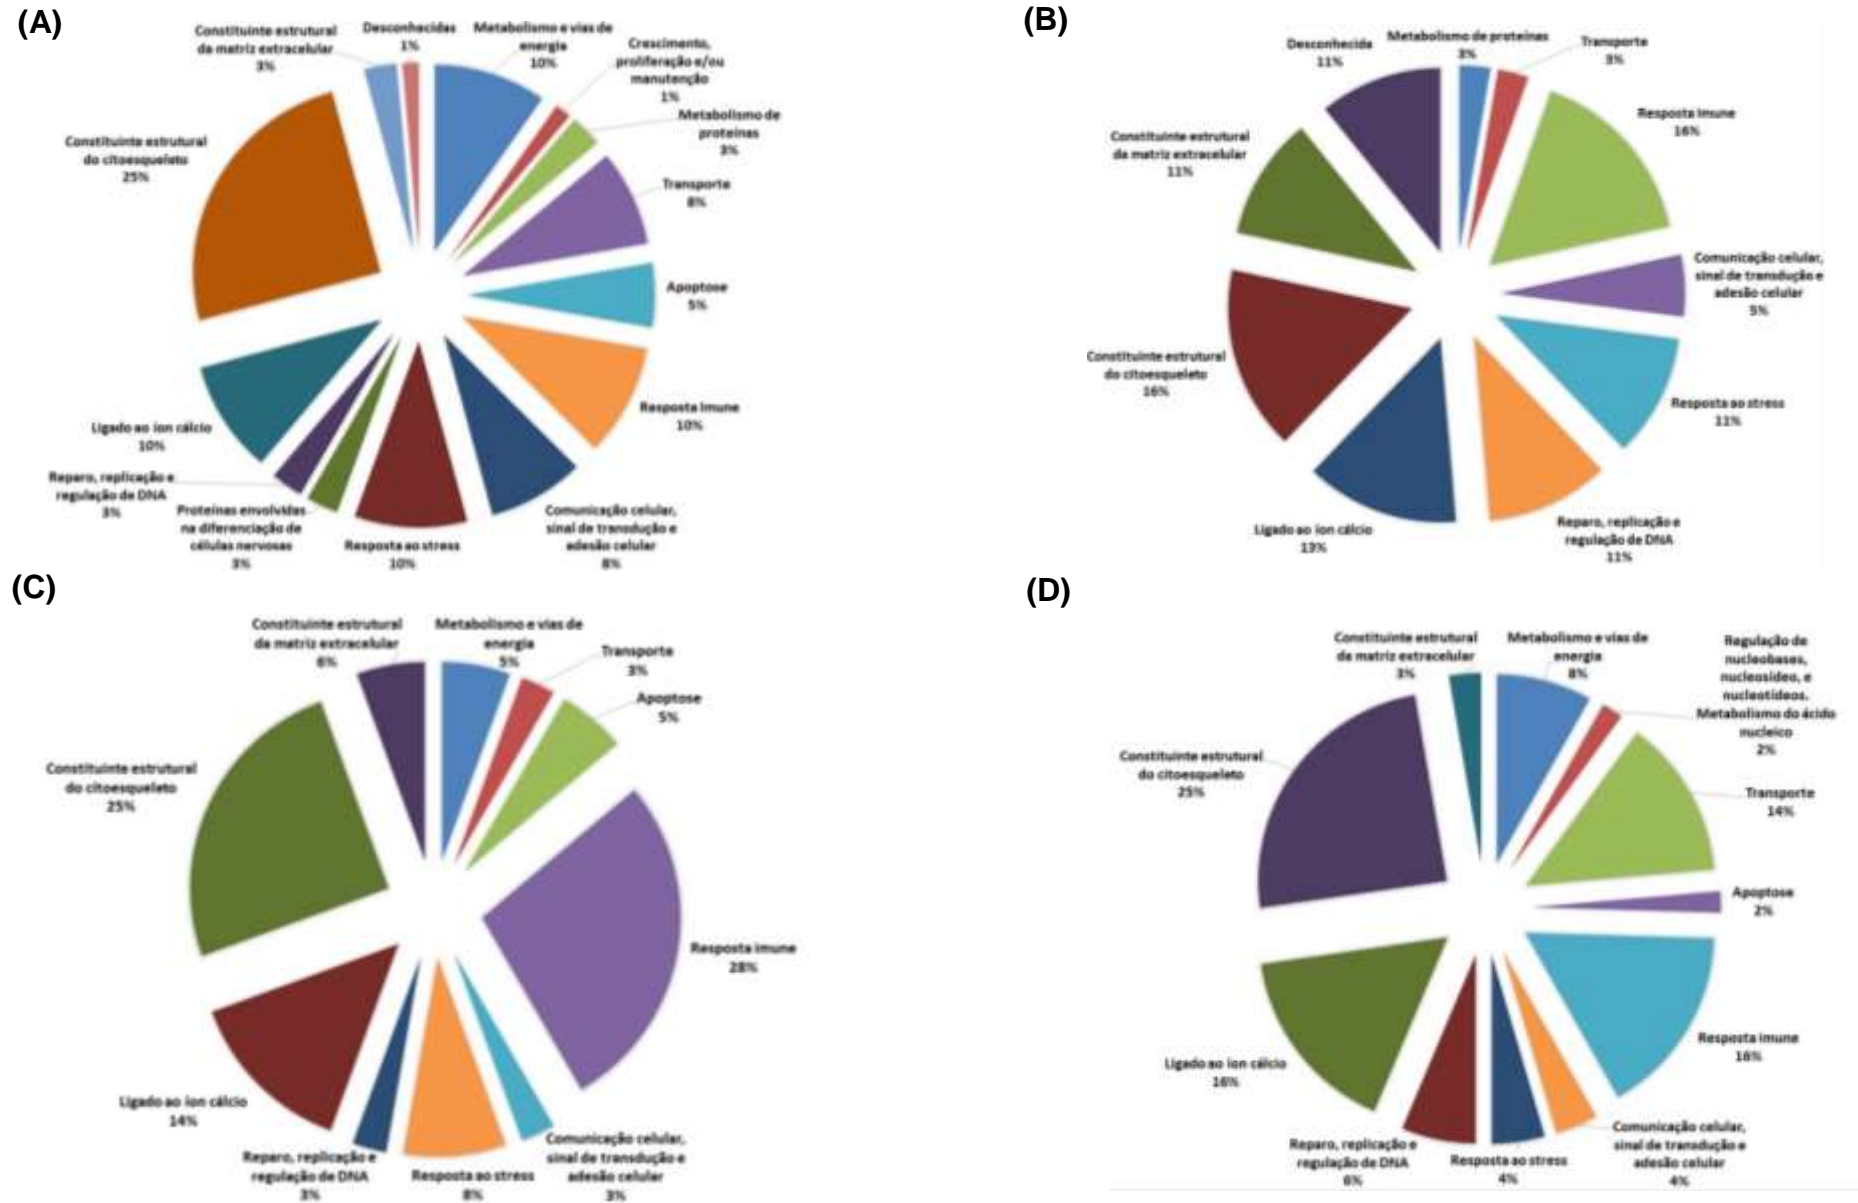 (A)
Constituinte estrutural
da matriz extracelular
3%
Desconhecidas
1%
Metabolismo e vias de
energia
10%
Crescimento,
proliferação e/ou
manutenção
1%
Metabolismo de
proteínas
3%
Transporte
8%
Apoptose
5%
Resposta Imune
10%
Comunicação celular,
sinal de transdução e
adesão celular
8%
Resposta ao stress
10%
Proteínas envolvidas
na diferenciação de
células nervosas
3%
Reparo, replicação e
regulação de DNA
3%
Ligado ao íon cálcio
10%
Constituinte estrutural
do citoesqueleto
25%
(B)
Desconhecida
11%
Metabolismo de proteínas
3%
Transporte
3%
Resposta Imune
16%
Comunicação celular,
sinal de transdução e
adesão celular
5%
Resposta ao stress
11%
Reparo, replicação e
regulação de DNA
11%
Ligado ao íon cálcio
13%
Constituinte estrutural
do citoesqueleto
16%
Constituinte estrutural
da matriz extracelular
11%
(C)
Constituinte estrutural
da matriz extracelular
6%
Metabolismo e vias de
energia
5%
Transporte
3%
Apoptose
5%
Resposta imune
28%
Comunicação celular,
sinal de transdução e
adesão celular
3%
Resposta ao stress
8%
Reparo, replicação e
regulação de DNA
3%
Ligado ao íon cálcio
14%
Constituinte estrutural
do citoesqueleto
25%
(D)
Constituinte estrutural
da matriz extracelular
3%
Metabolismo e vias de
energia
8%
Regulação de
nucleobases,
nucleosídeo, e
nucleotídeos.
Metabolismo do ácido
nucleico
2%
Transporte
14%
Apoptose
2%
Resposta imune
16%
Comunicação celular,
sinal de transdução e
adesão celular
4%
Resposta ao stress
4%
Reparo, replicação e
regulação de DNA
6%
Ligado ao íon cálcio
16%
Constituinte estrutural
do citoesqueleto
25%